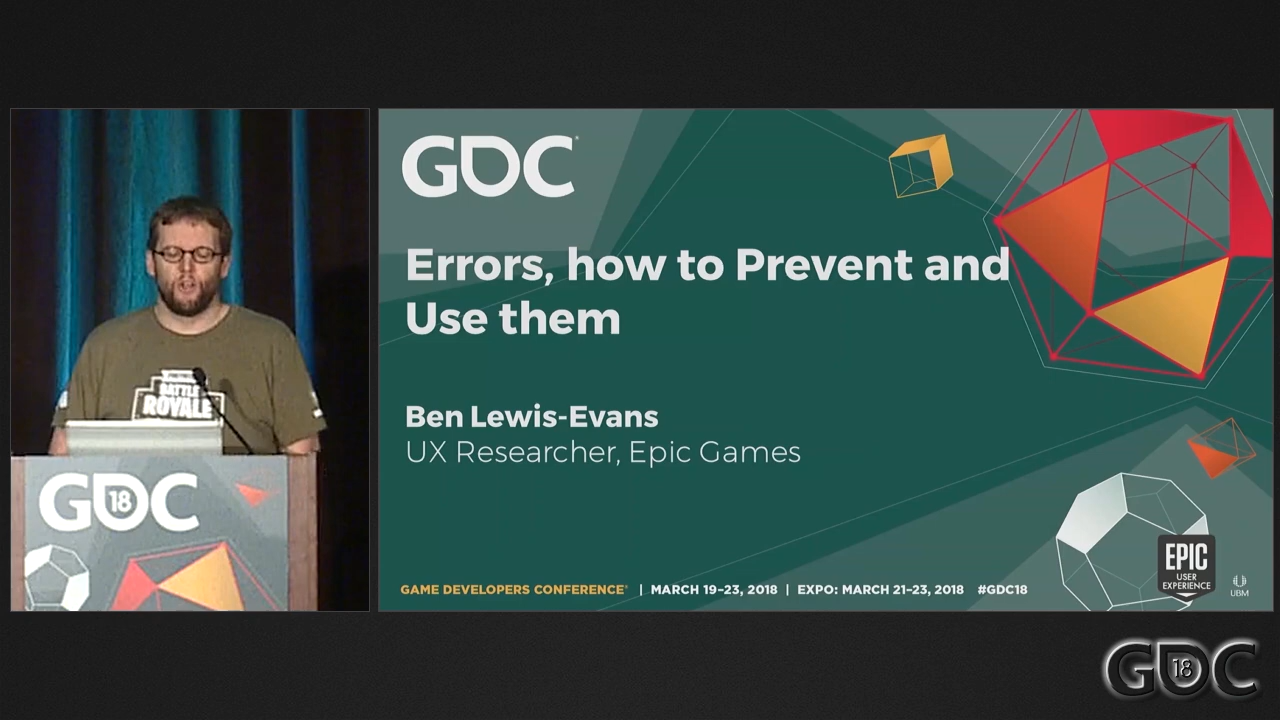 BATTLE
ROYALE
GDC
18
GDC
Errors, how to Prevent and
Use them
Ben Lewis-Evans
UX Researcher, Epic Games
GAME DEVELOPERS CONFERENCE® | MARCH 19–23, 2018 | EXPO: MARCH 21–23, 2018 #GDC18
EPIC
USER
EXPERIENCE
UBM
GDC
18